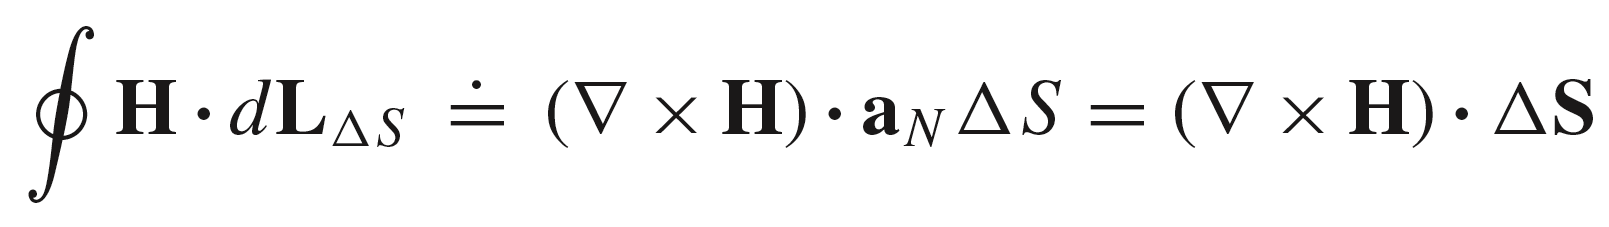 ∮ 𝐇 · d𝐋_ΔS ≐ (∇ × 𝐇) · 𝐚_N ΔS = (∇ × 𝐇) · Δ𝐒